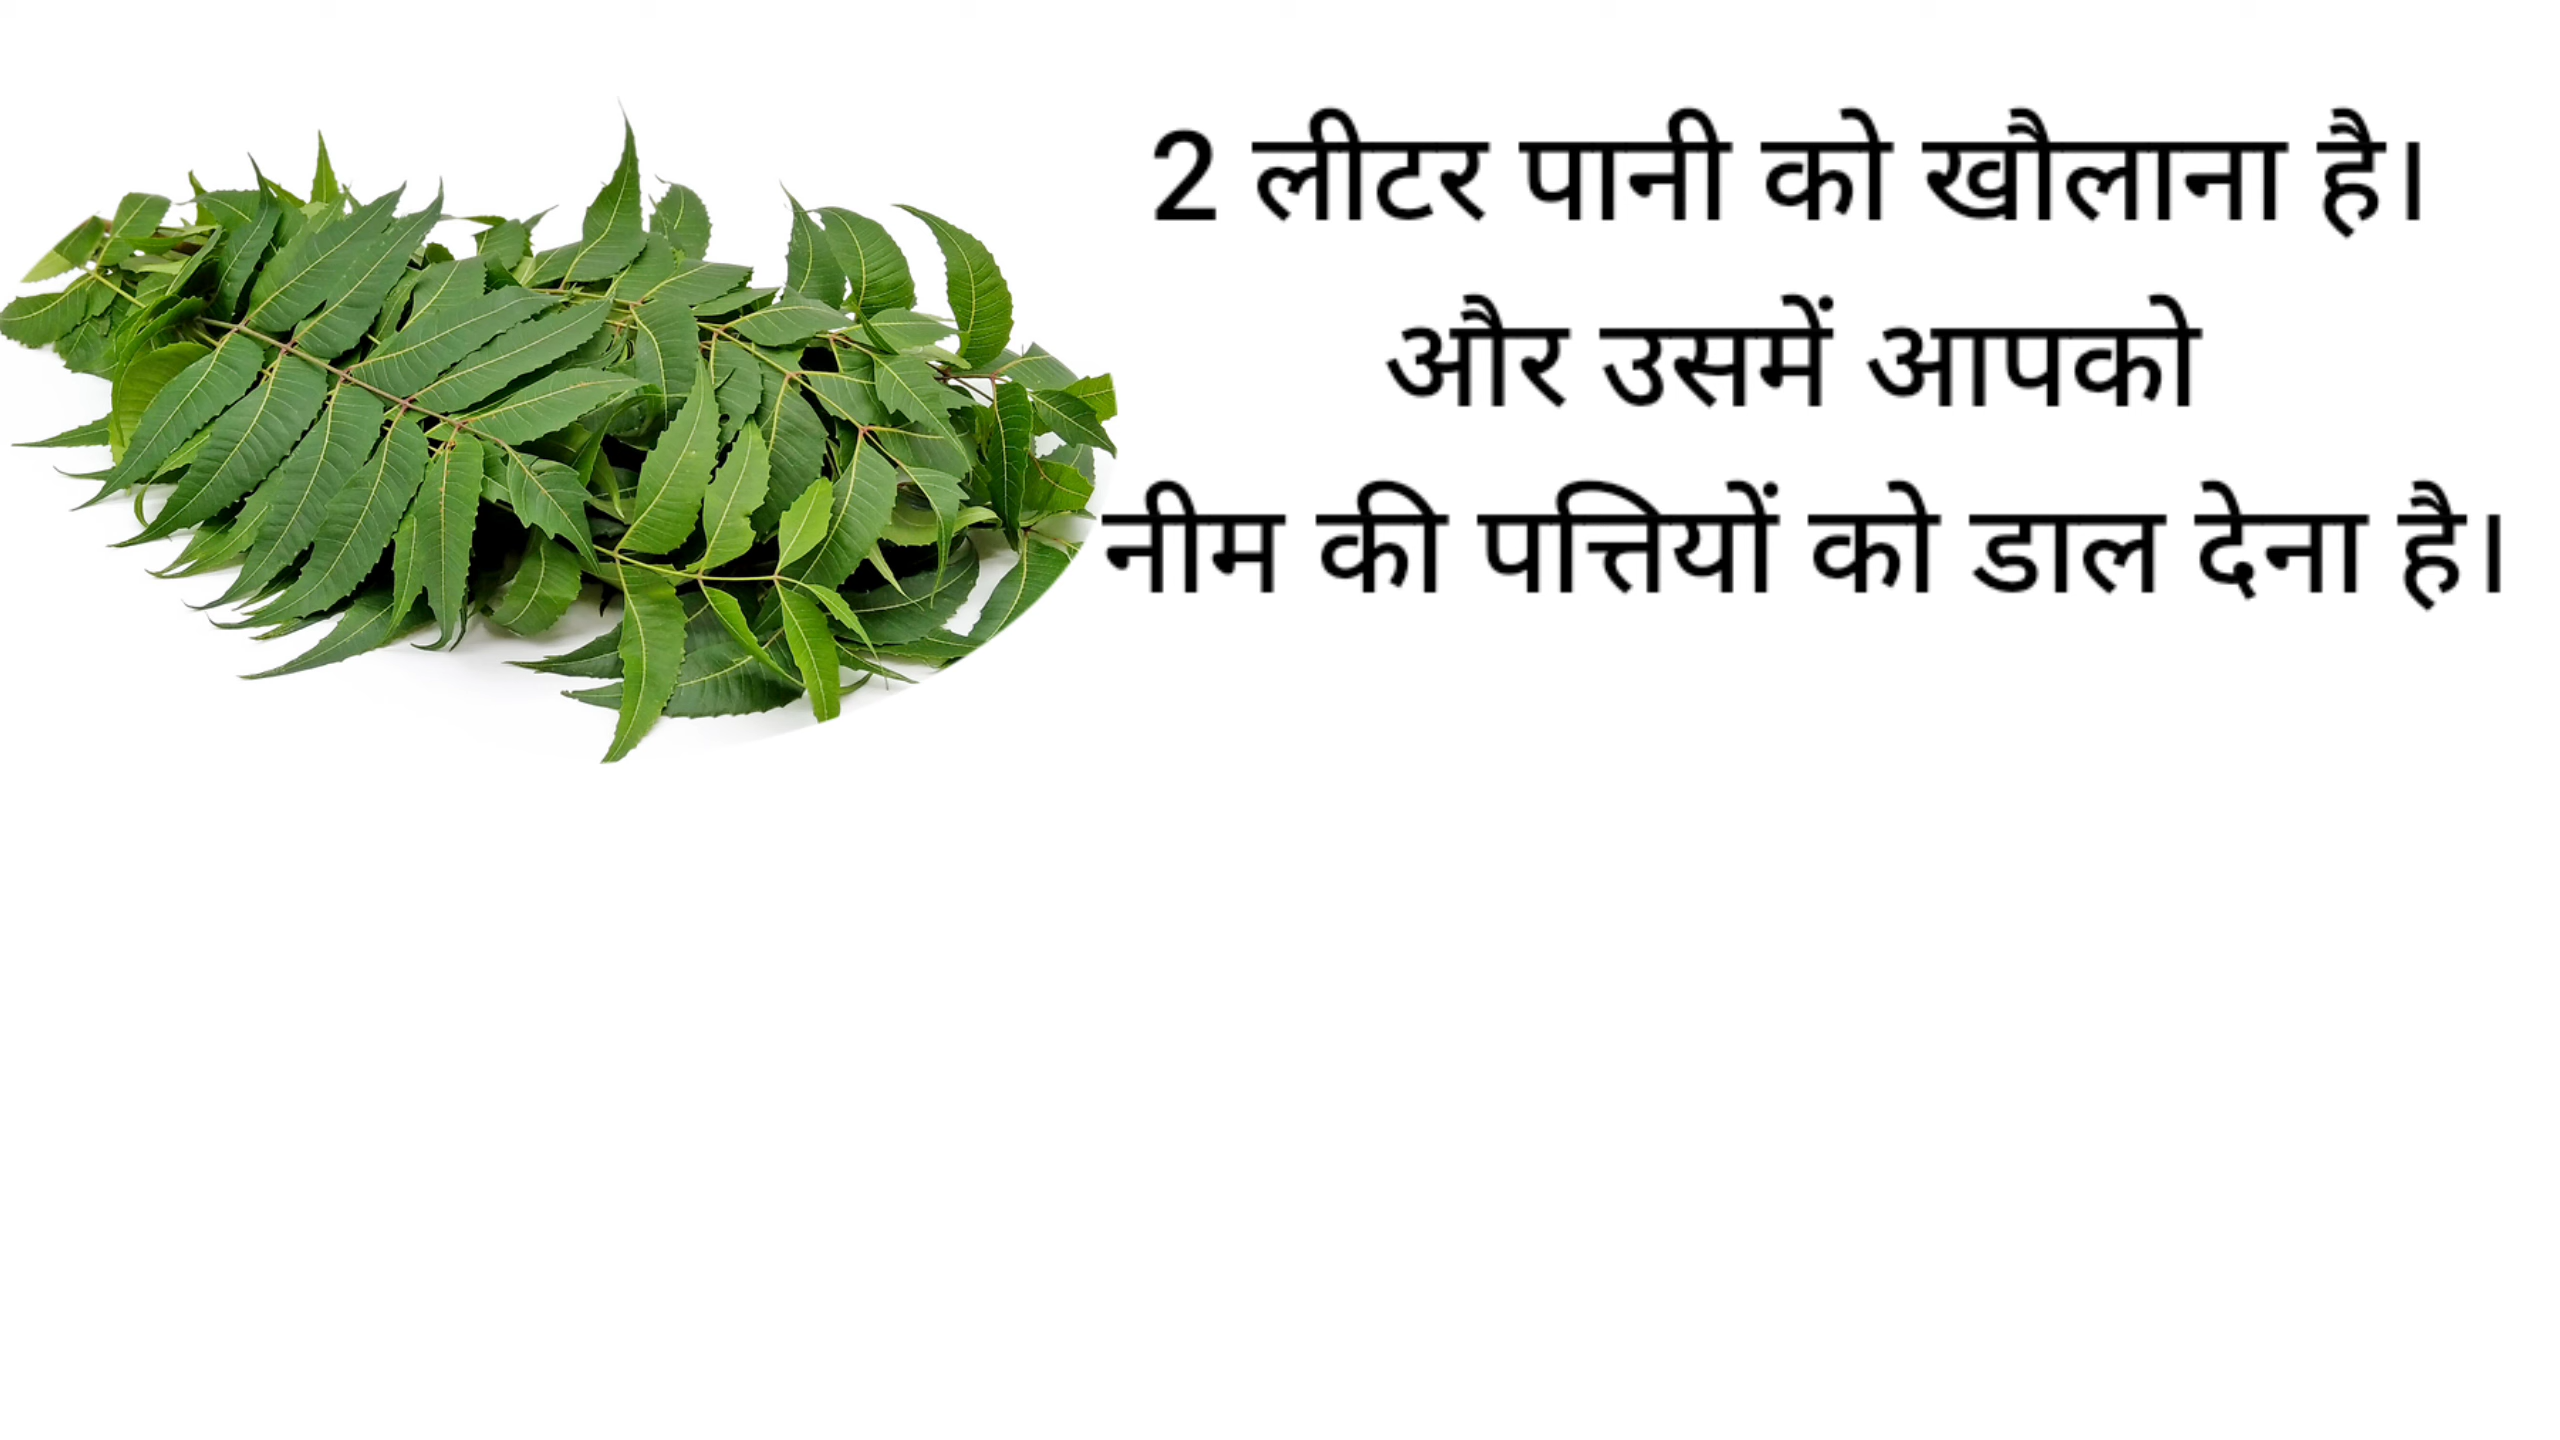 2 लीटर पानी को खौलाना है।
और उसमें आपको
नीम की पत्तियों को डाल देना है।